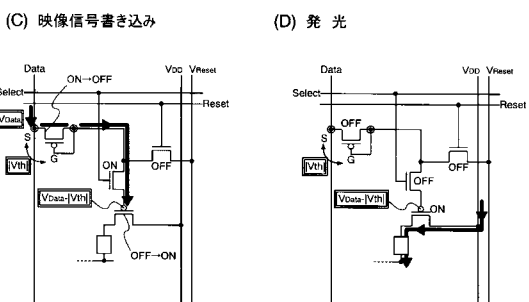 (C) 映像信号書き込み
(D) 発 光
Data
ON→OFF
VDD VReset
Select
Reset
VData
S
G
|Vth|
ON
OFF
VData-|Vth|
OFF→ON
Data
VDD VReset
Select
Reset
OFF
S
G
|Vth|
OFF
OFF
VData-|Vth|
ON